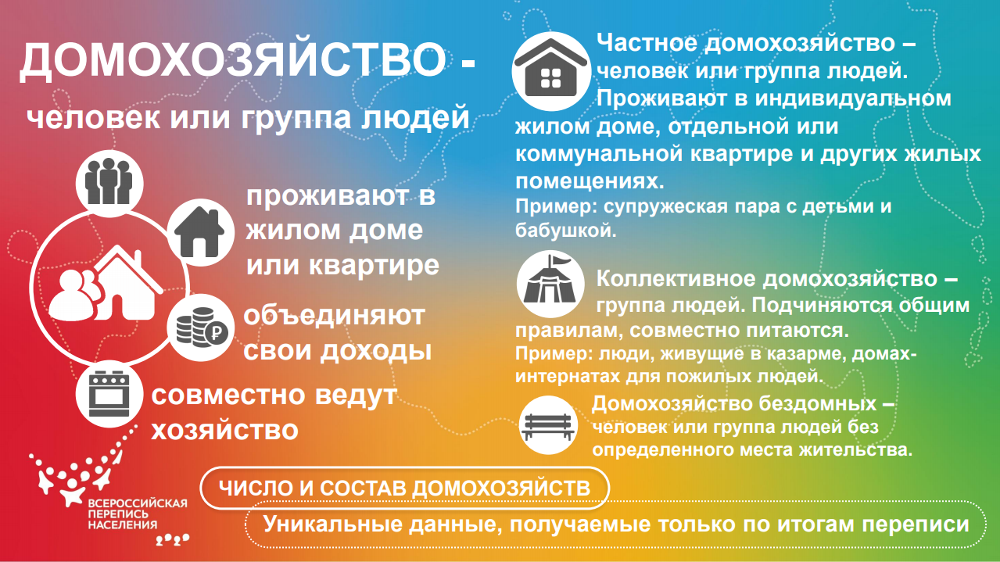 ДОМОХОЗЯЙСТВО -
человек или группа людей
проживают в
жилом доме
или квартире
объединяют
свои доходы
₽
совместно ведут
хозяйство
Частное домохозяйство –
человек или группа людей.
Проживают в индивидуальном
жилом доме, отдельной или
коммунальной квартире и других жилых
помещениях.
Пример: супружеская пара с детьми и
бабушкой.
Коллективное домохозяйство –
группа людей. Подчиняются общим
правилам, совместно питаются.
Пример: люди, живущие в казарме, домах-
интернатах для пожилых людей.
Домохозяйство бездомных –
человек или группа людей без
определенного места жительства.
ВСЕРОССИЙСКАЯ
ПЕРЕПИСЬ
НАСЕЛЕНИЯ
ЧИСЛО И СОСТАВ ДОМОХОЗЯЙСТВ
Уникальные данные, получаемые только по итогам переписи